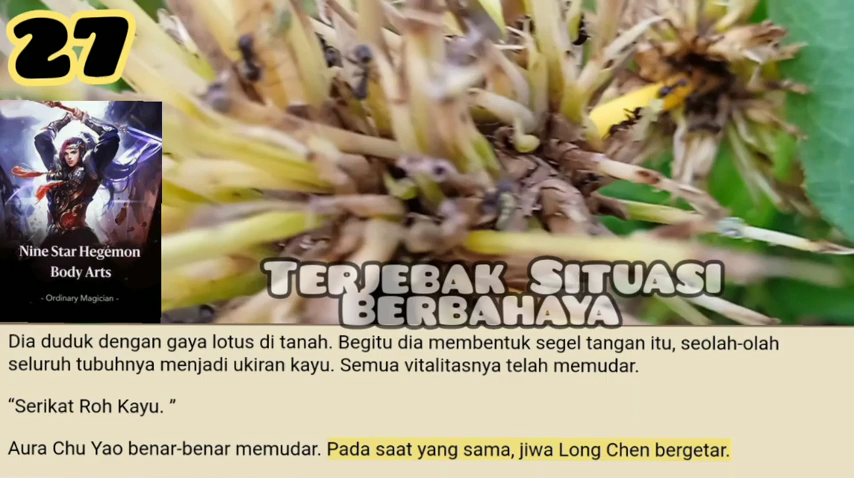 27
Nine Star Hegemon
Body Arts
- Ordinary Magician -
TERJEBAK SITUASI
BERBAHAYA
Dia duduk dengan gaya lotus di tanah. Begitu dia membentuk segel tangan itu, seolah-olah
seluruh tubuhnya menjadi ukiran kayu. Semua vitalitasnya telah memudar.
“Serikat Roh Kayu. ”
Aura Chu Yao benar-benar memudar. Pada saat yang sama, jiwa Long Chen bergetar.